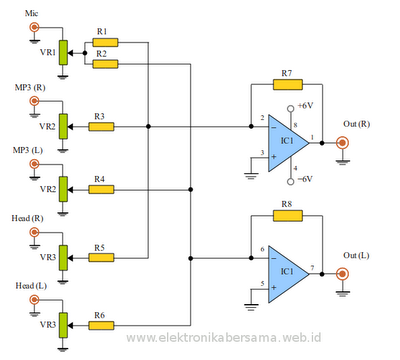 Mic
R1
VR1
R2
MP3 (R)
R7
+6V
Out (R)
2
8
1
VR2
R3
IC1
3
MP3 (L)
4
−6V
VR2
R4
R8
Head (R)
Out (L)
6
7
VR3
R5
IC1
5
Head (L)
VR3
R6
www.elektronikabersama.web.id